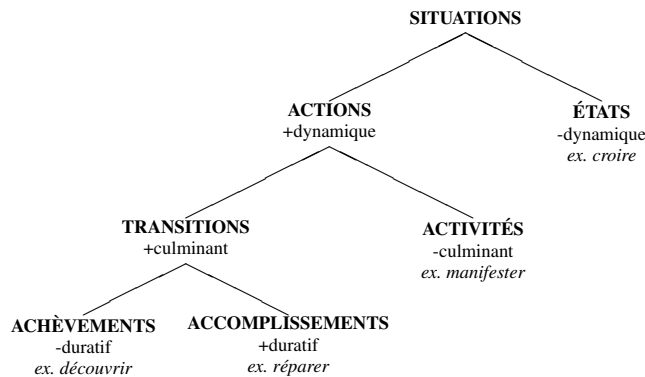 SITUATIONS
ACTIONS
+dynamique
ÉTATS
-dynamique
ex. croire
TRANSITIONS
+culminant
ACTIVITÉS
-culminant
ex. manifester
ACHÈVEMENTS
-duratif
ex. découvrir
ACCOMPLISSEMENTS
+duratif
ex. réparer